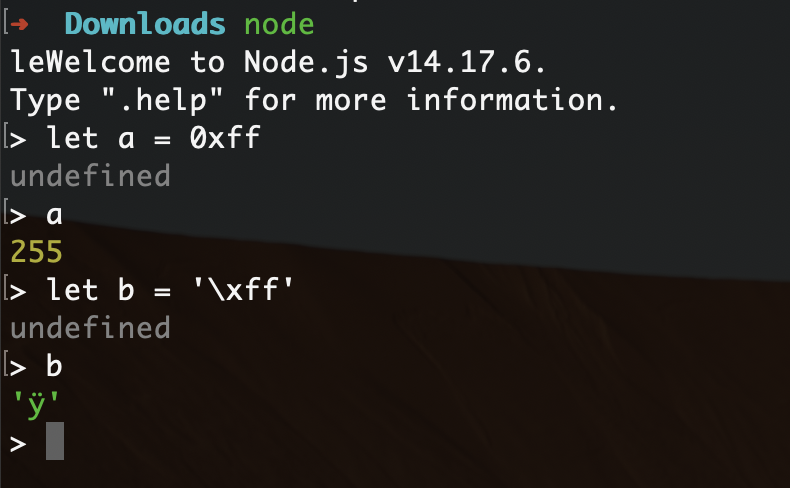 [→ Downloads node
leWelcome to Node.js v14.17.6.
Type ".help" for more information.
[> let a = 0xff
undefined
[> a
255
[> let b = '\xff'
undefined
[> b
'ÿ'
>